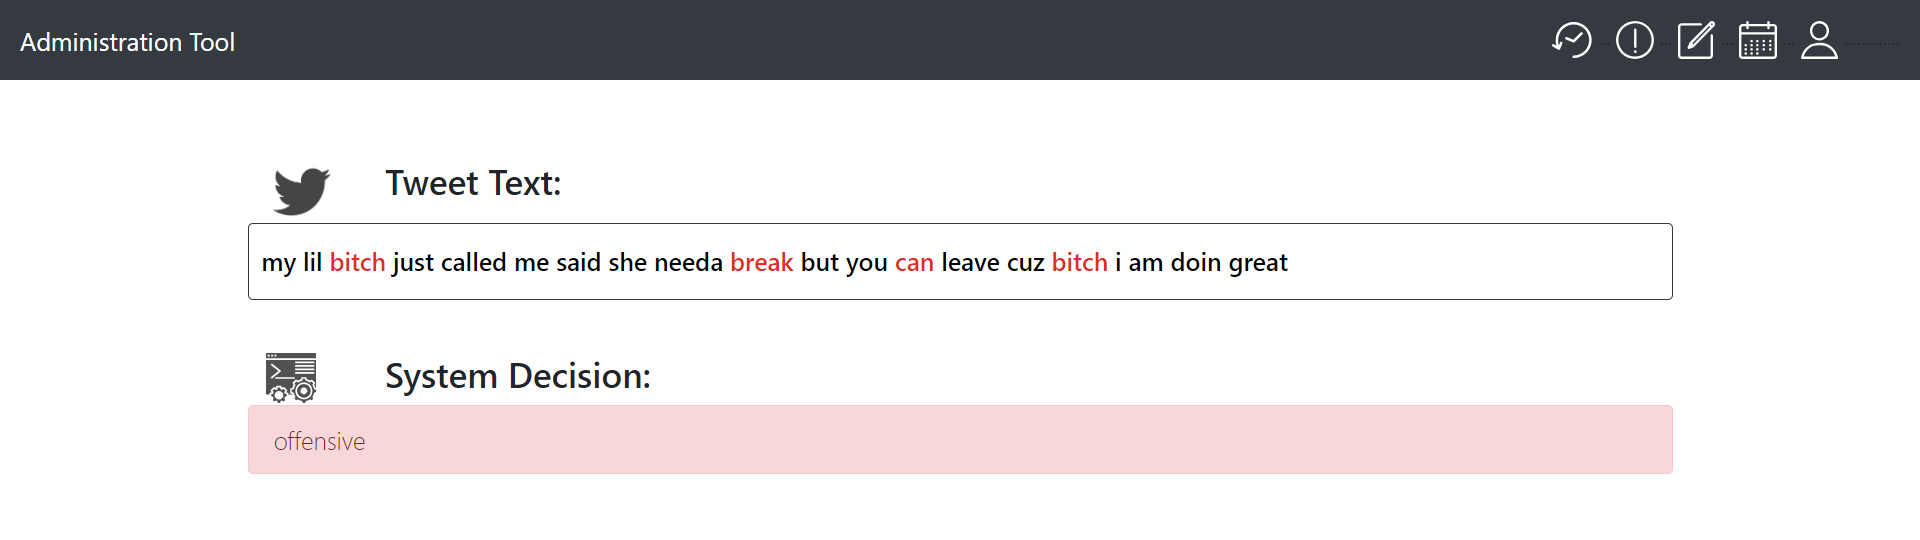 Administration Tool
Tweet Text:
my lil bitch just called me said she needa break but you can leave cuz bitch i am doin great
System Decision:
offensive